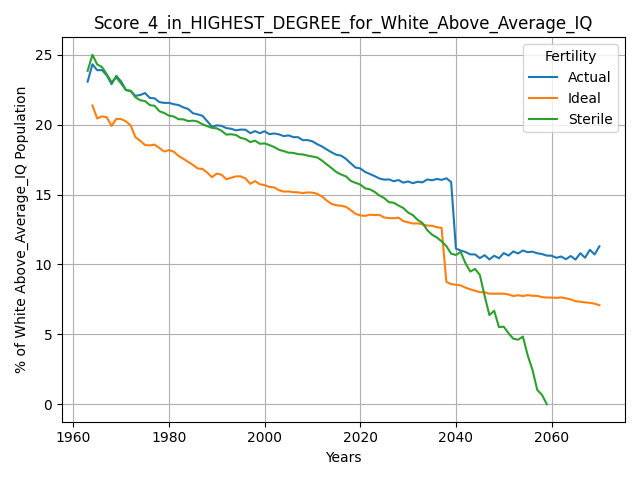 Score_4_in_HIGHEST_DEGREE_for_White_Above_Average_IQ
% of White Above_Average_IQ Population
25
20
15
10
5
0
Fertility
Actual
Ideal
Sterile
1960 1980 2000 2020 2040 2060
Years